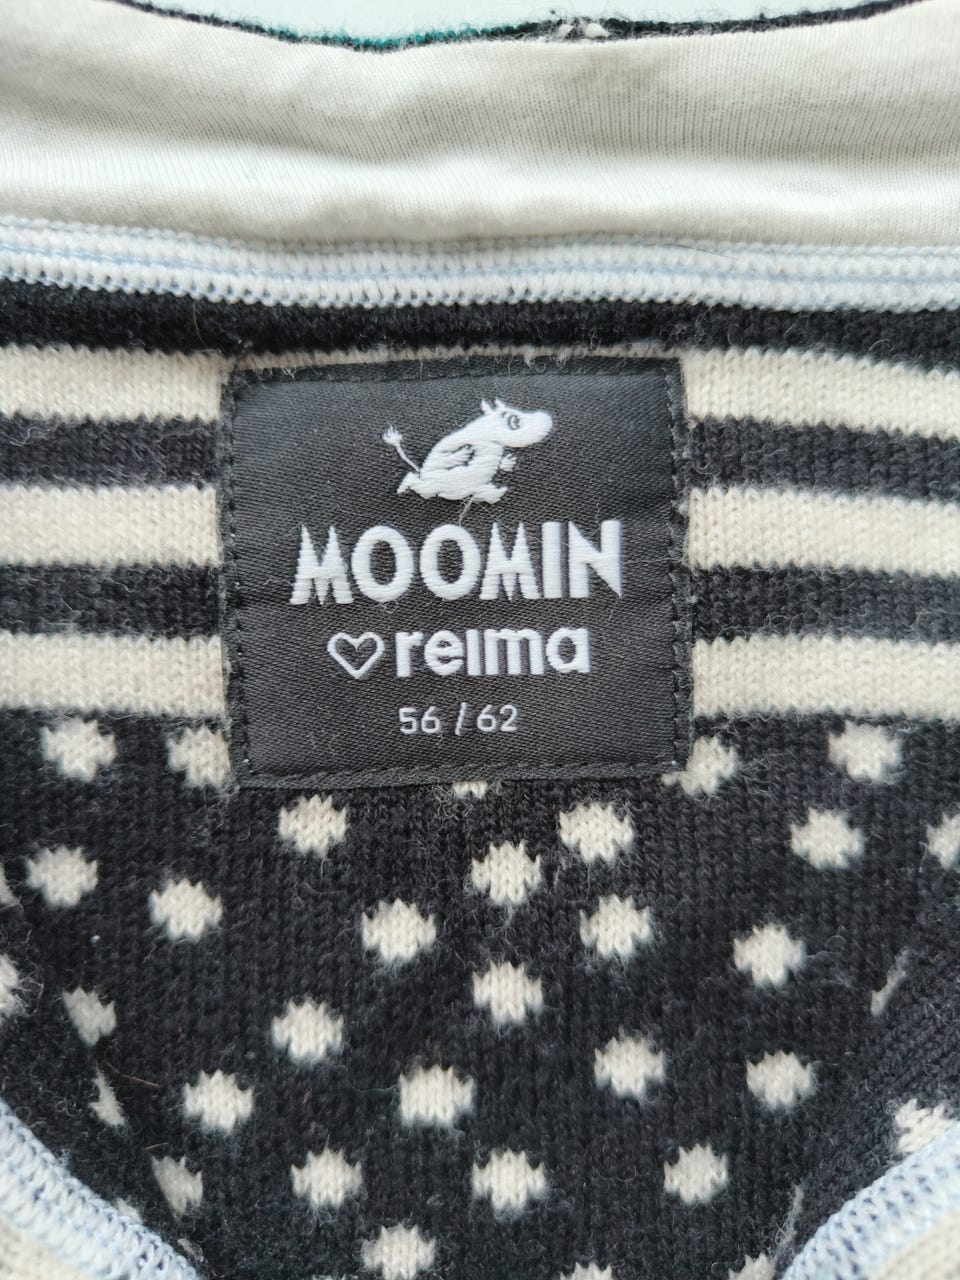 MOOMIN
♡reima
56 / 62